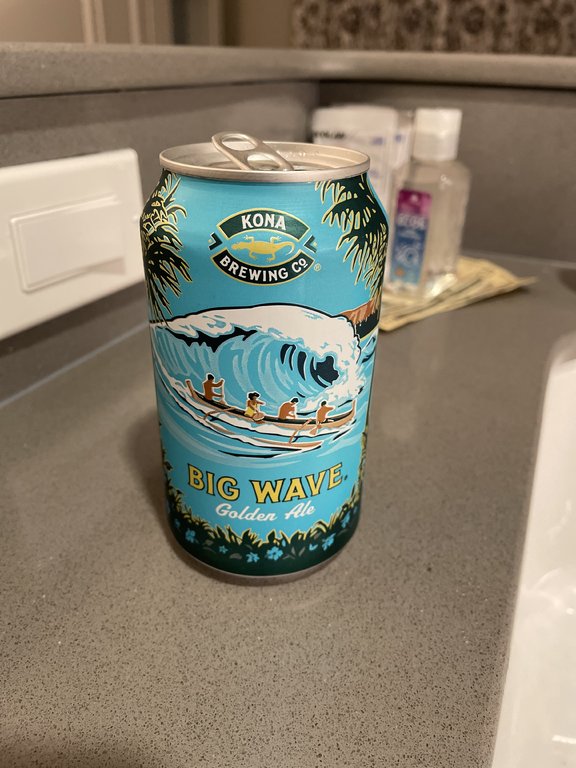 KONA
BREWING CO
®
BIG WAVE
Golden Ale